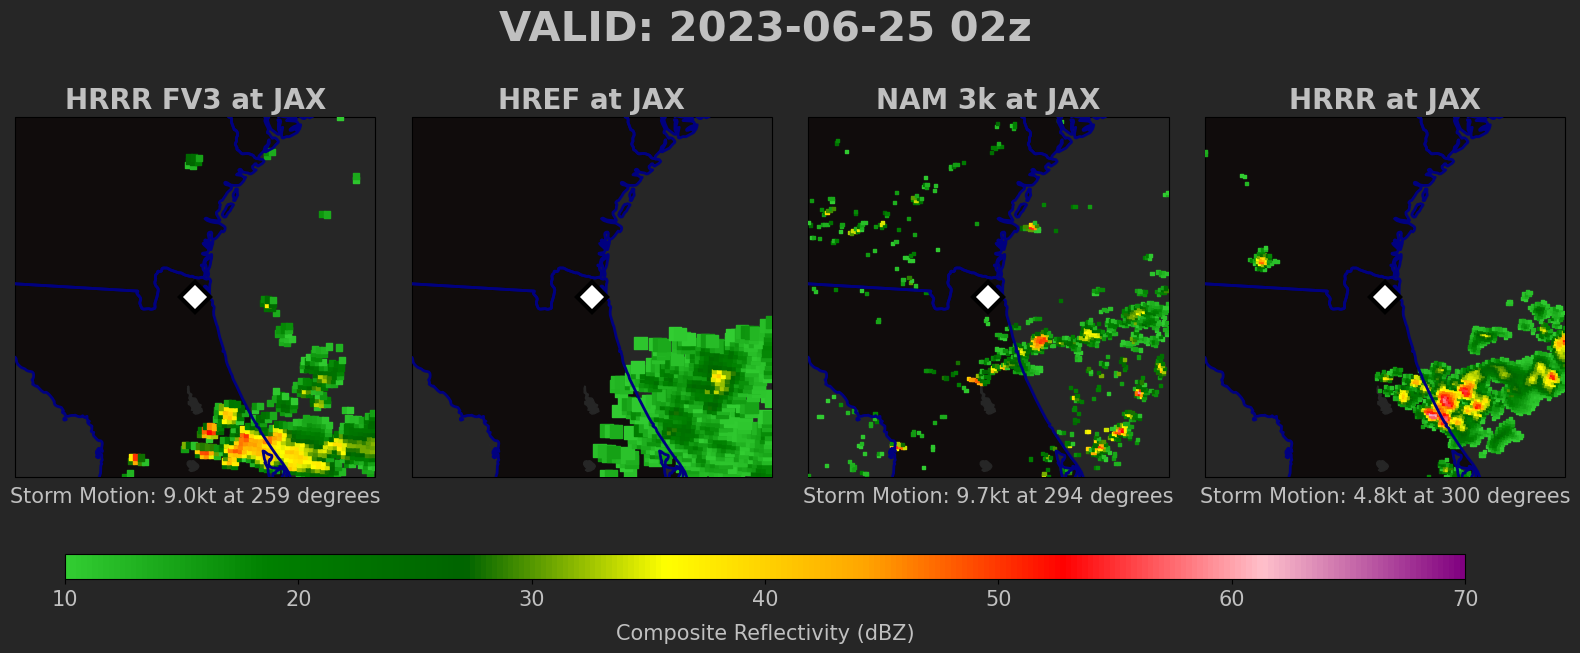 VALID: 2023-06-25 02z
HRRR FV3 at JAX
HREF at JAX
NAM 3k at JAX
HRRR at JAX
Storm Motion: 9.0kt at 259 degrees
Storm Motion: 9.7kt at 294 degrees
Storm Motion: 4.8kt at 300 degrees
10 20 30 40 50 60 70
Composite Reflectivity (dBZ)